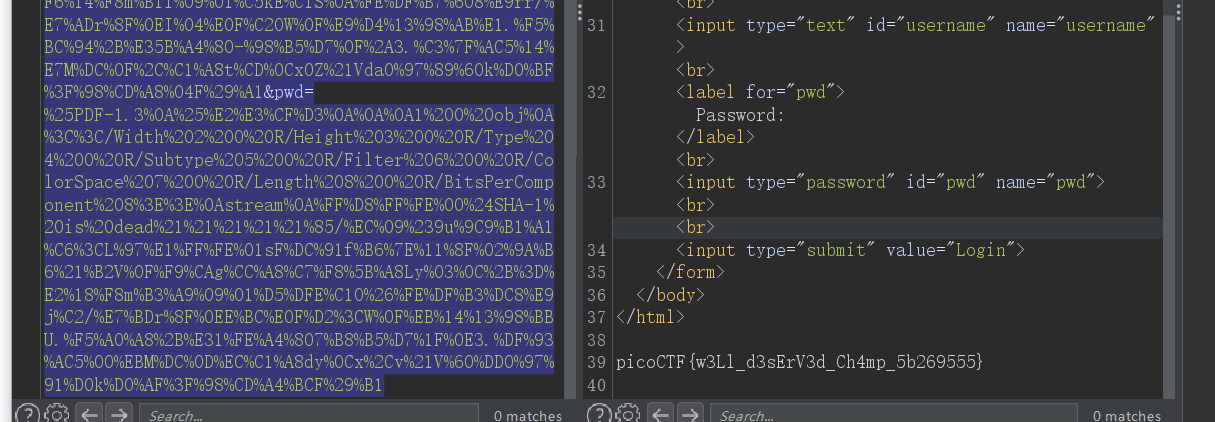 F6%14%F8m%B11%09%01%C5kE%C1S%0A%FE%DF%B7%608%E9rr/%
E7%ADr%8F%0EI%04%E0F%C20W%0F%E9%D4%13%98%AB%E1.%F5%
BC%94%2B%E35B%A4%80-%98%B5%D7%0F%2A3.%C3%7F%AC5%14%
E7M%DC%0F%2C%C1%A8t%CD%0Cx0Z%21Vda0%97%89%60k%D0%BF
%3F%98%CD%A8%04F%29%A1&pwd=
%25PDF-1.3%0A%25%E2%E3%CF%D3%0A%0A%0A1%200%20obj%0A
%3C%3C/Width%202%200%20R/Height%203%200%20R/Type%20
4%200%20R/Subtype%205%200%20R/Filter%206%200%20R/Co
lorSpace%207%200%20R/Length%208%200%20R/BitsPerComp
onent%208%3E%3E%0Astream%0A%FF%D8%FF%FE%00%24SHA-1%
20is%20dead%21%21%21%21%21%85/%EC%09%239u%9C9%B1%A1
%C6%3CL%97%E1%FF%FE%01sF%DC%91f%B6%7E%11%8F%02%9A%B
6%21%B2V%0F%F9%CAg%CC%A8%C7%F8%5B%A8Ly%03%0C%2B%3D%
E2%18%F8m%B3%A9%09%01%D5%DFE%C1O%26%FE%DF%B3%DC8%E9
j%C2/%E7%BDr%8F%0EE%BC%E0F%D2%3CW%0F%EB%14%13%98%BB
U.%F5%A0%A8%2B%E31%FE%A4%807%B8%B5%D7%1F%0E3.%DF%93
%AC5%00%EBM%DC%0D%EC%C1%A8dy%0Cx%2Cv%21V%60%DD0%97%
91%D0k%D0%AF%3F%98%CD%A4%BCF%29%B1
Search...
0 matches
<br>
31 <input type="text" id="username" name="username"
>
<br>
32 <label for="pwd">
Password:
</label>
<br>
33 <input type="password" id="pwd" name="pwd">
<br>
<br>
34 <input type="submit" value="Login">
35 </form>
36 </body>
37 </html>
38
39 picoCTF{w3Ll_d3sErV3d_Ch4mp_5b269555}
40
Search...
0 matches